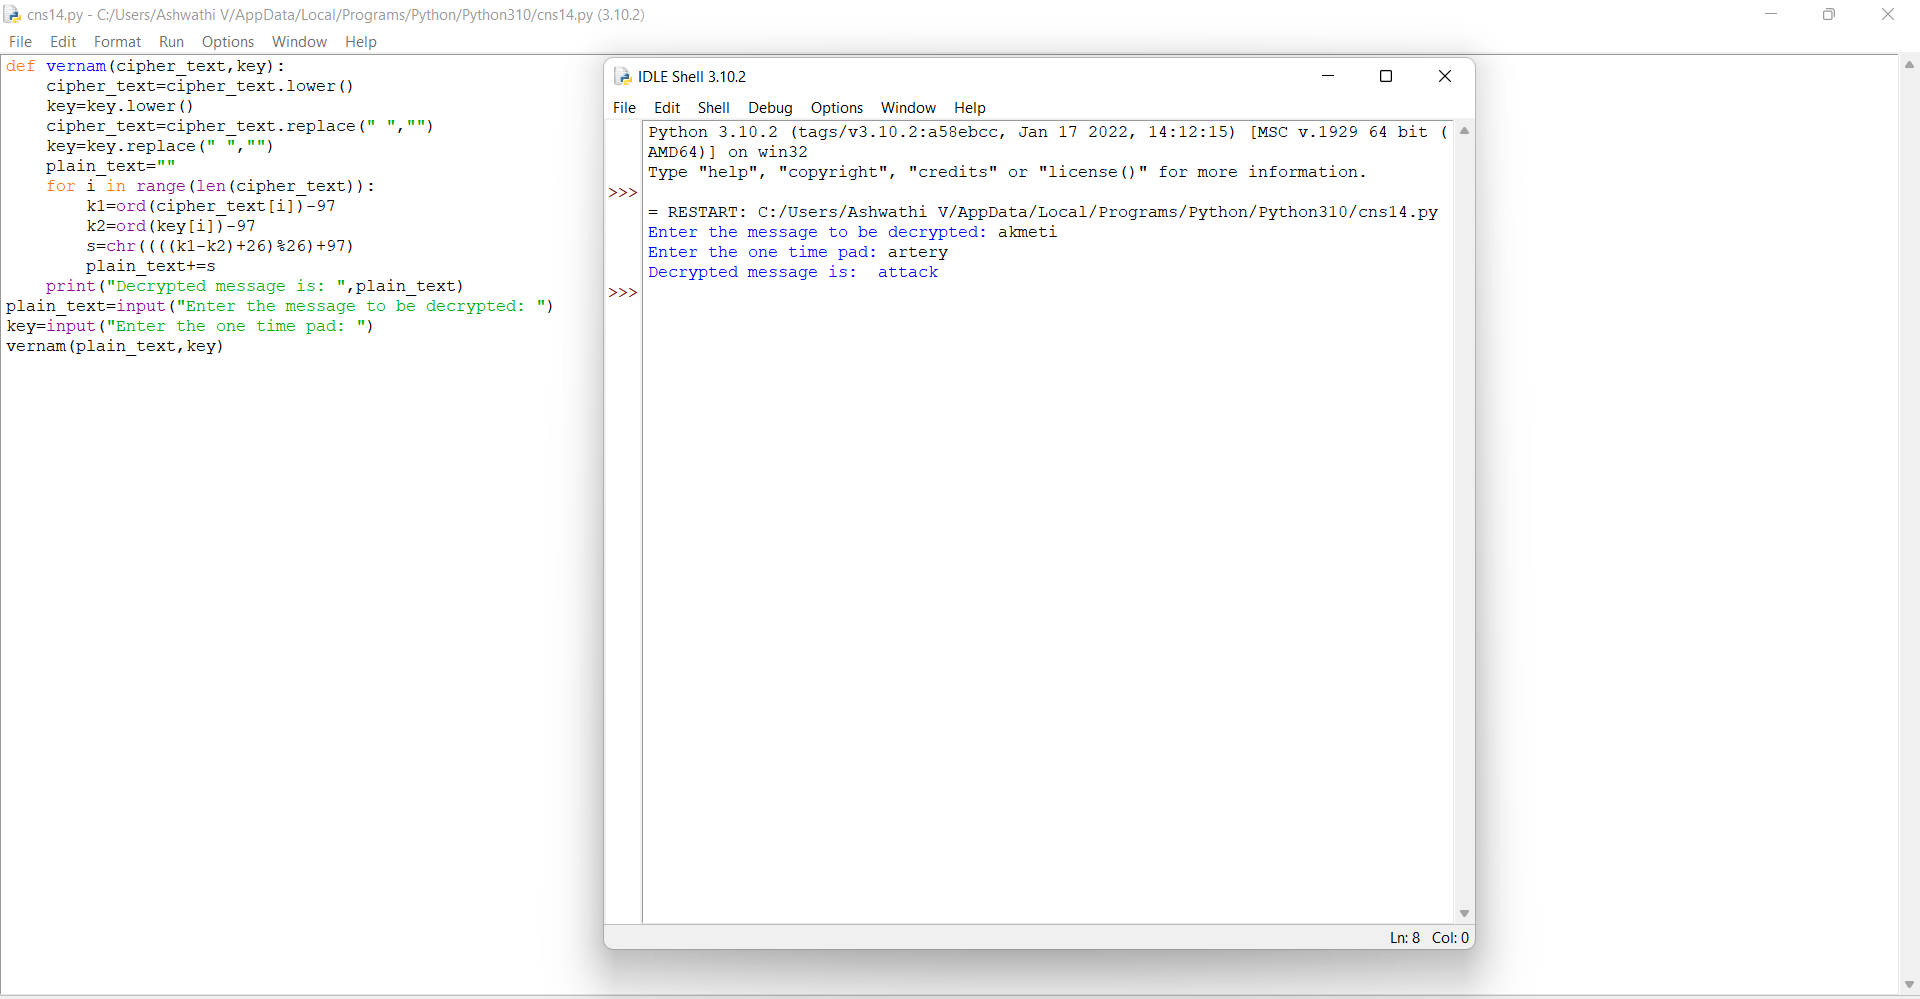 cns14.py - C:/Users/Ashwathi V/AppData/Local/Programs/Python/Python310/cns14.py (3.10.2)
File Edit Format Run Options Window Help
def vernam(cipher_text,key):
    cipher_text=cipher_text.lower()
    key=key.lower()
    cipher_text=cipher_text.replace(" ","")
    key=key.replace(" ","")
    plain_text=""
    for i in range(len(cipher_text)):
        k1=ord(cipher_text[i])-97
        k2=ord(key[i])-97
        s=chr((((k1-k2)+26)%26)+97)
        plain_text+=s
    print("Decrypted message is: ",plain_text)
plain_text=input("Enter the message to be decrypted: ")
key=input("Enter the one time pad: ")
vernam(plain_text,key)
IDLE Shell 3.10.2
File Edit Shell Debug Options Window Help
Python 3.10.2 (tags/v3.10.2:a58ebcc, Jan 17 2022, 14:12:15) [MSC v.1929 64 bit (
AMD64)] on win32
Type "help", "copyright", "credits" or "license()" for more information.
>>>
= RESTART: C:/Users/Ashwathi V/AppData/Local/Programs/Python/Python310/cns14.py
Enter the message to be decrypted: akmeti
Enter the one time pad: artery
Decrypted message is:  attack
>>>
Ln: 8 Col: 0